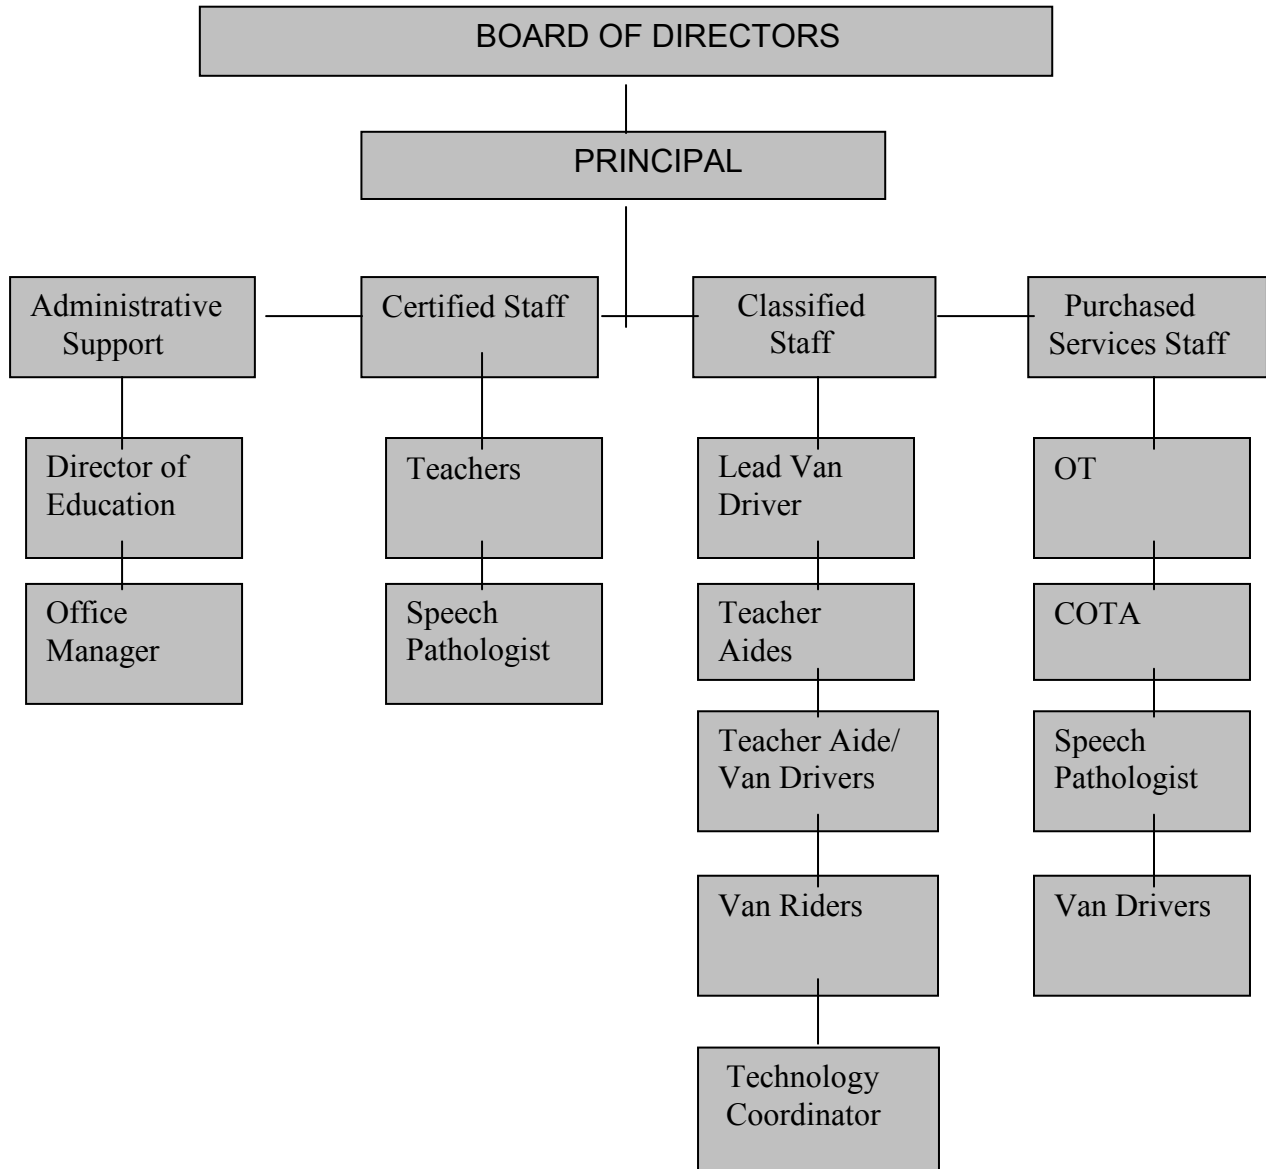 BOARD OF DIRECTORS
PRINCIPAL
Administrative
Support
Certified Staff
Classified
Staff
Purchased
Services Staff
Director of
Education
Teachers
Lead Van
Driver
OT
Office
Manager
Speech
Pathologist
Teacher
Aides
COTA
Teacher Aide/
Van Drivers
Speech
Pathologist
Van Riders
Van Drivers
Technology
Coordinator